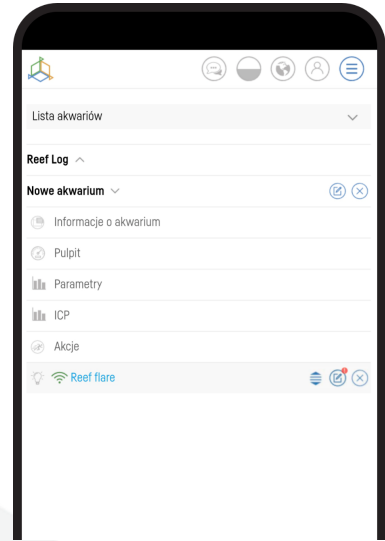 Lista akwariów
Reef Log
Nowe akwarium
Informacje o akwarium
Pulpit
Parametry
ICP
Akcje
Reef flare